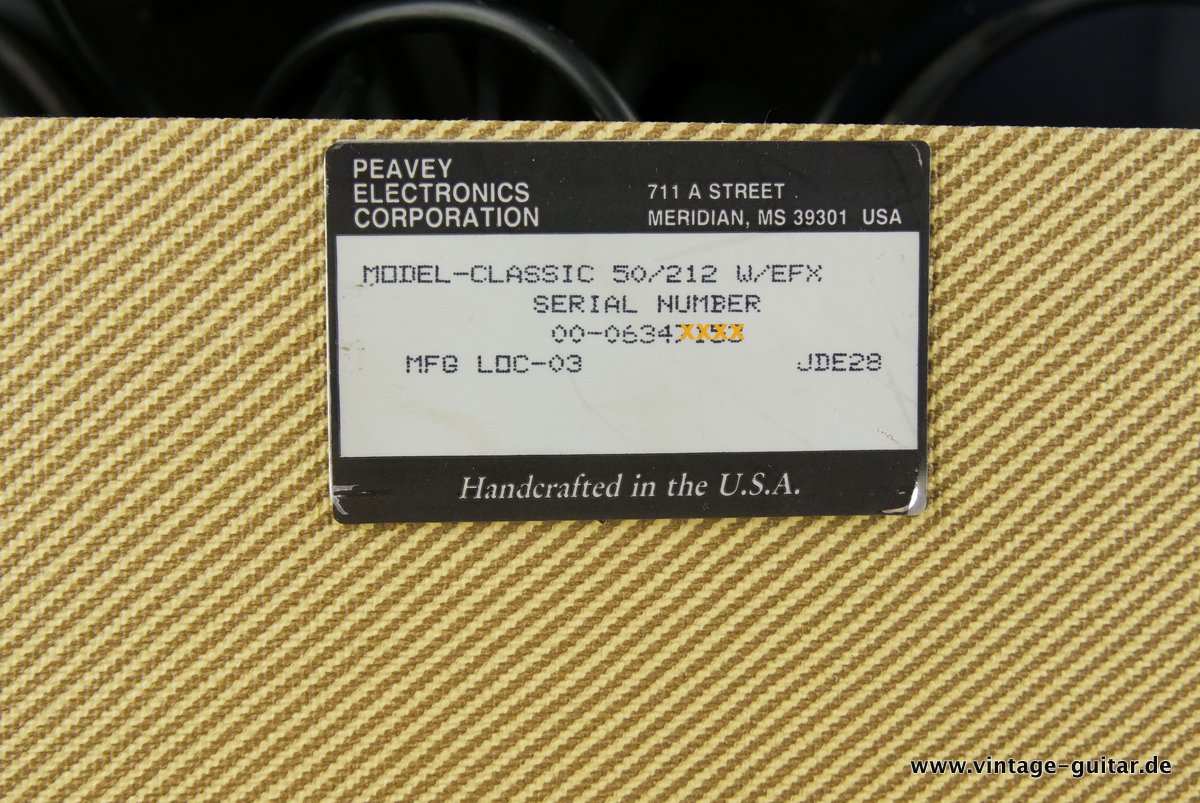 PEAVEY
ELECTRONICS
CORPORATION
711 A STREET
MERIDIAN, MS 39301 USA
MODEL-CLASSIC 50/212 W/EFX
SERIAL NUMBER
00-0634XXXX
MFG LOC-03 JDE28
Handcrafted in the U.S.A.
www.vintage-guitar.de